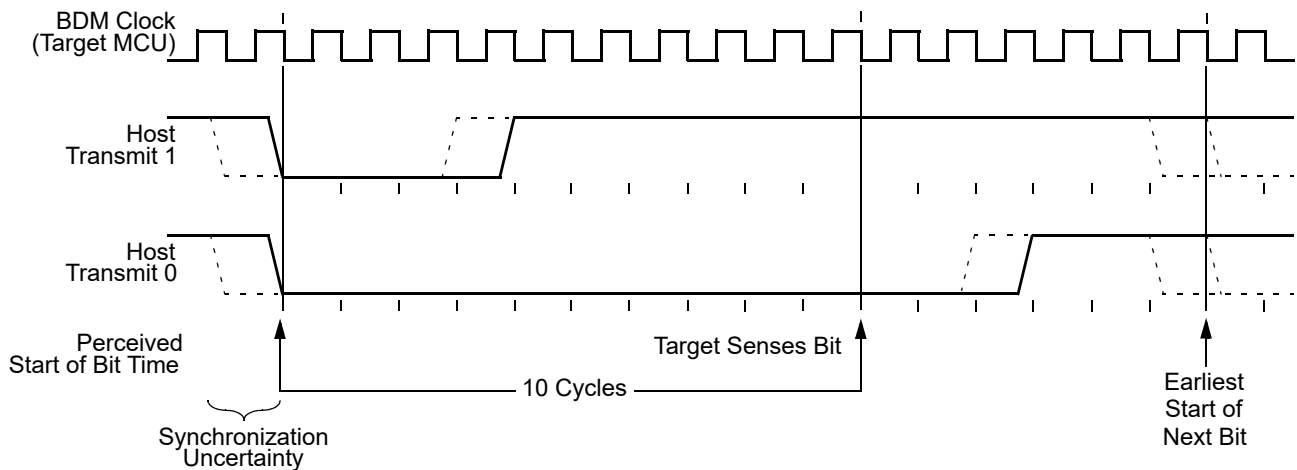 BDM Clock
(Target MCU)
Host
Transmit 1
Host
Transmit 0
Perceived
Start of Bit Time
Target Senses Bit
10 Cycles
Earliest
Start of
Next Bit
Synchronization
Uncertainty